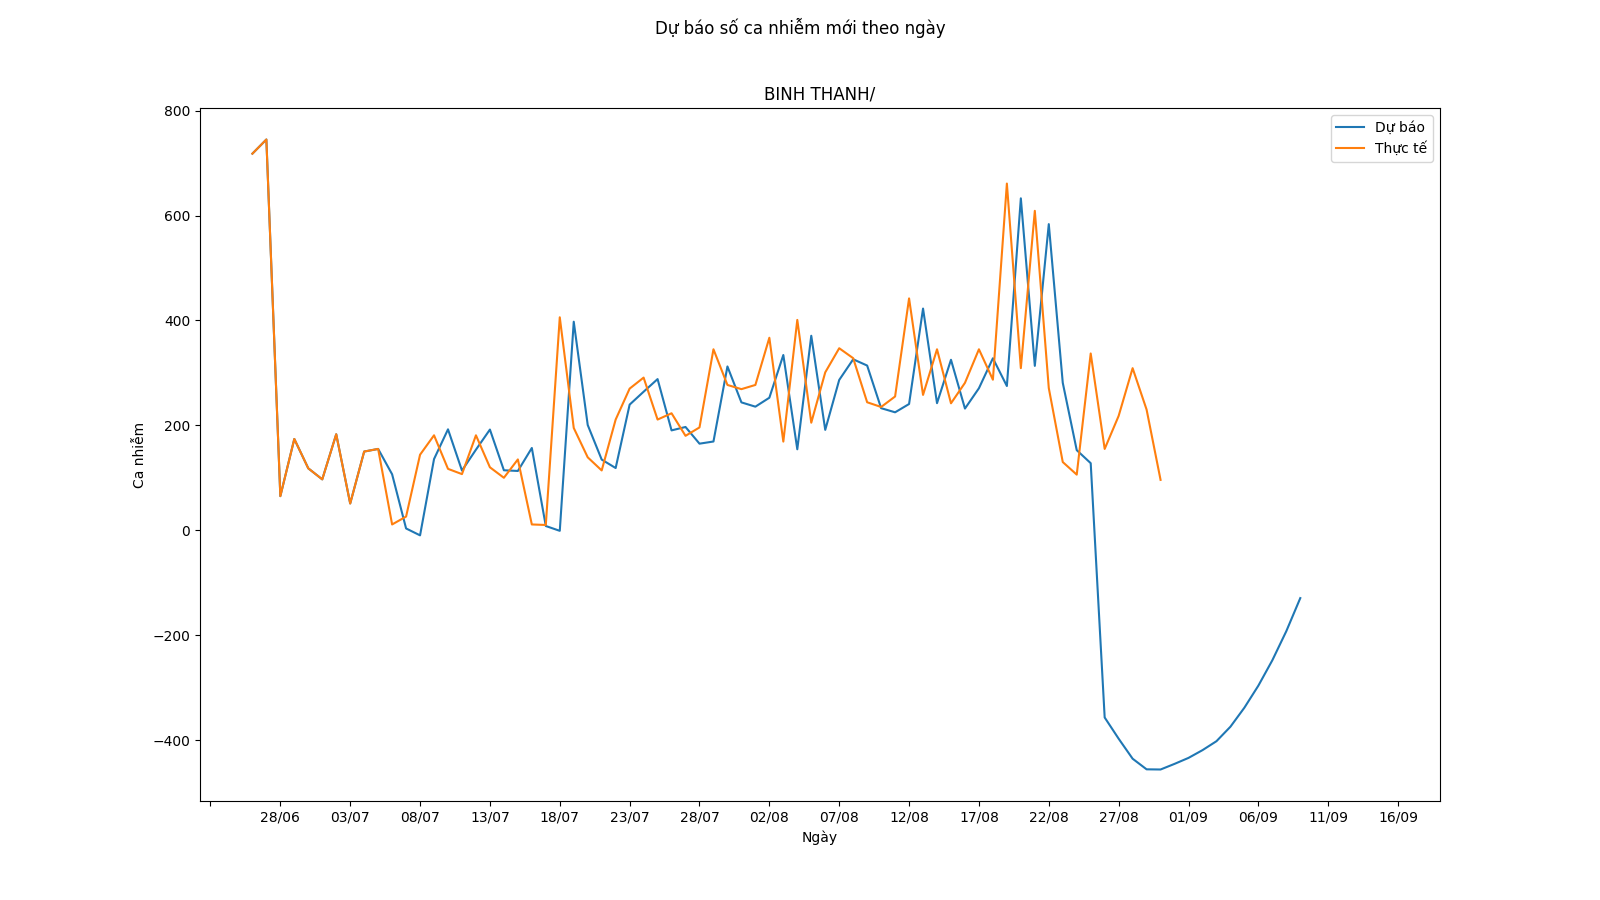 Dự báo số ca nhiễm mới theo ngày
BINH THANH/
Dự báo
Thực tế
Ca nhiễm
800
600
400
200
0
−200
−400
28/06 03/07 08/07 13/07 18/07 23/07 28/07 02/08 07/08 12/08 17/08 22/08 27/08 01/09 06/09 11/09 16/09
Ngày